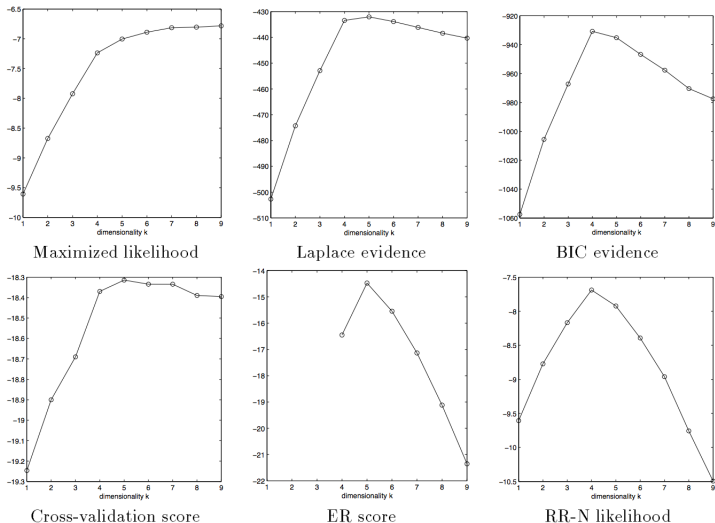 -6.5
-7
-7.5
-8
-8.5
-9
-9.5
-10
1 2 3 4 5 6 7 8 9
dimensionality k
Maximized likelihood
-430
-440
-450
-460
-470
-480
-490
-500
-510
1 2 3 4 5 6 7 8 9
dimensionality k
Laplace evidence
-920
-940
-960
-980
-1000
-1020
-1040
-1060
1 2 3 4 5 6 7 8 9
dimensionality k
BIC evidence
-18.3
-18.4
-18.5
-18.6
-18.7
-18.8
-18.9
-19
-19.1
-19.2
-19.3
1 2 3 4 5 6 7 8 9
dimensionality k
Cross-validation score
-14
-15
-16
-17
-18
-19
-20
-21
-22
1 2 3 4 5 6 7 8 9
dimensionality k
ER score
-7.5
-8
-8.5
-9
-9.5
-10
-10.5
1 2 3 4 5 6 7 8 9
dimensionality k
RR-N likelihood